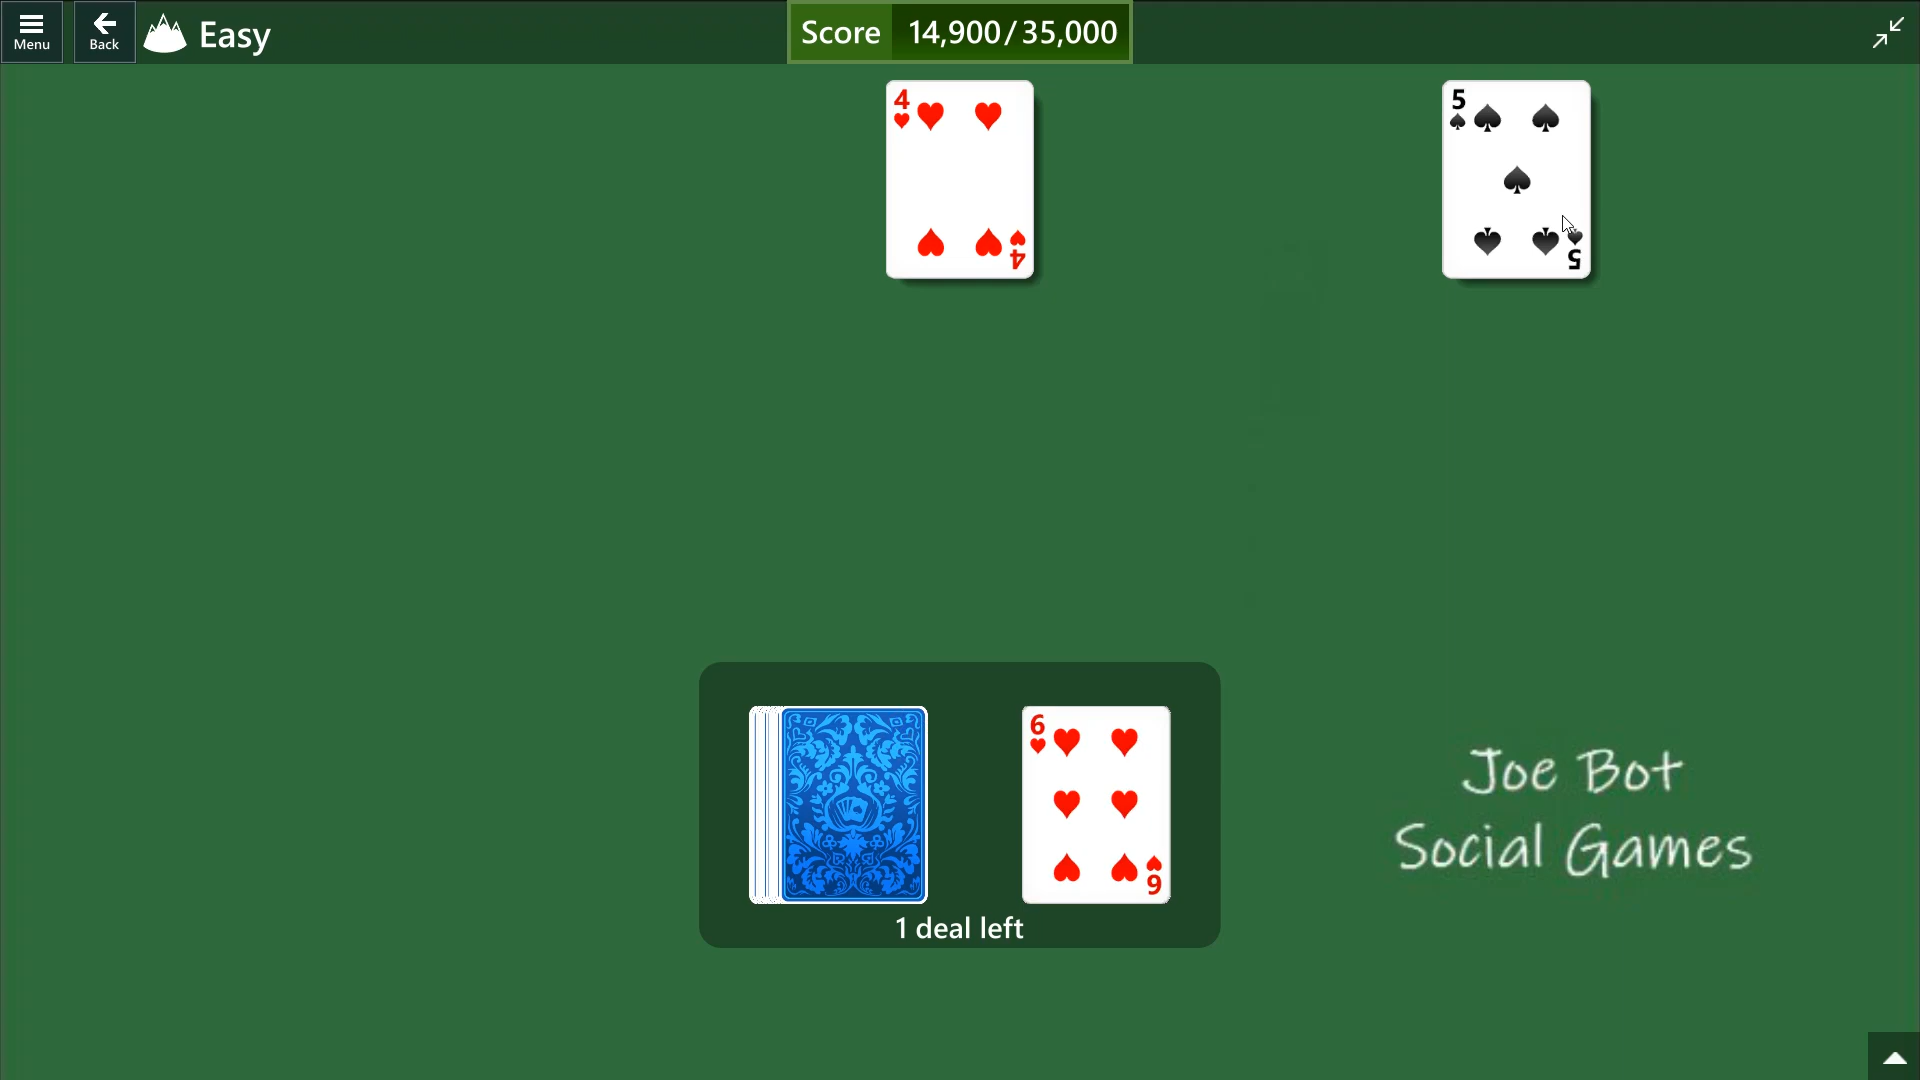 Menu
Back
Easy
Score 14,900/35,000
4
4
5
5
6
6
1 deal left
Joe Bot
Social Games